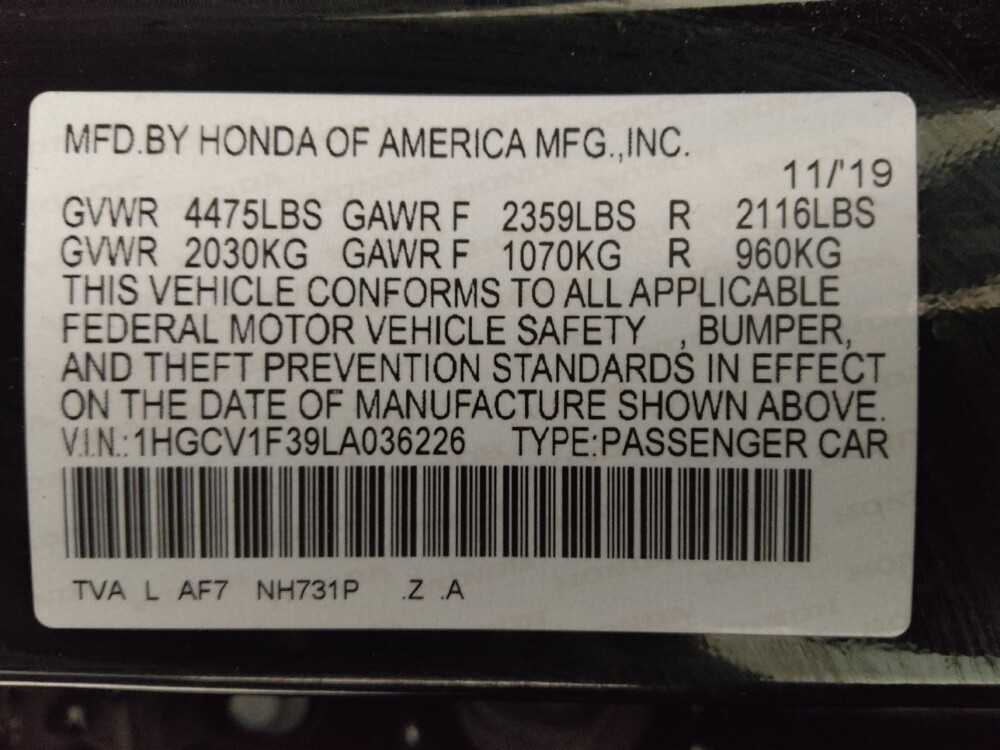 MFD.BY HONDA OF AMERICA MFG.,INC.
11/'19
GVWR 4475LBS GAWR F 2359LBS R 2116LBS
GVWR 2030KG GAWR F 1070KG R 960KG
THIS VEHICLE CONFORMS TO ALL APPLICABLE
FEDERAL MOTOR VEHICLE SAFETY , BUMPER,
AND THEFT PREVENTION STANDARDS IN EFFECT
ON THE DATE OF MANUFACTURE SHOWN ABOVE.
V.I.N.:1HGCV1F39LA036226 TYPE:PASSENGER CAR
TVA L AF7 NH731P .Z .A